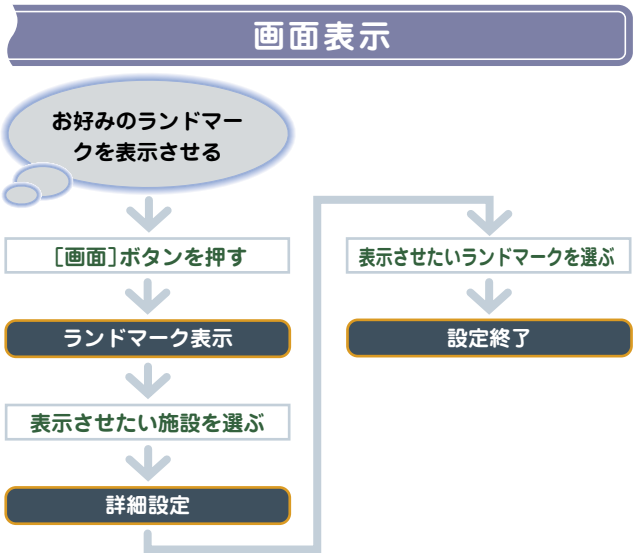 画面表示
お好みのランドマー
クを表示させる
[画面]ボタンを押す
ランドマーク表示
表示させたい施設を選ぶ
詳細設定
表示させたいランドマークを選ぶ
設定終了